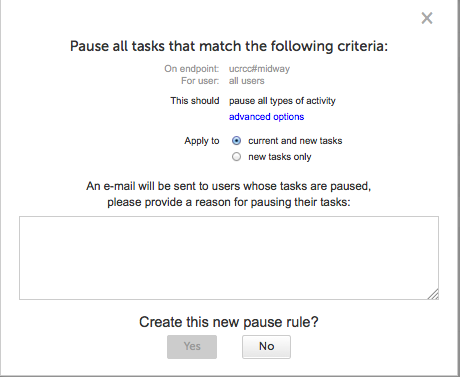 Pause all tasks that match the following criteria:
On endpoint: ucrcc#midway
For user: all users
This should pause all types of activity
advanced options
Apply to current and new tasks
new tasks only
An e-mail will be sent to users whose tasks are paused,
please provide a reason for pausing their tasks:
Create this new pause rule?
Yes No